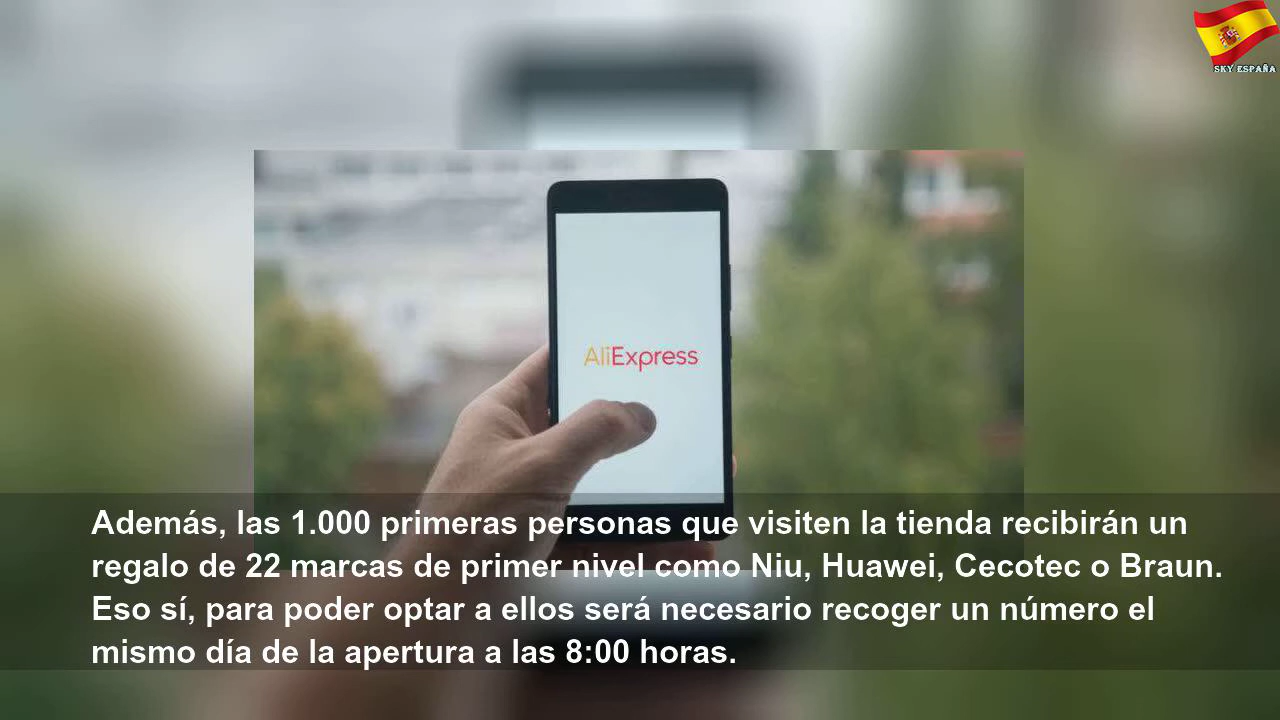 SKY ESPAÑA
AliExpress
Además, las 1.000 primeras personas que visiten la tienda recibirán un
regalo de 22 marcas de primer nivel como Niu, Huawei, Cecotec o Braun.
Eso sí, para poder optar a ellos será necesario recoger un número el
mismo día de la apertura a las 8:00 horas.